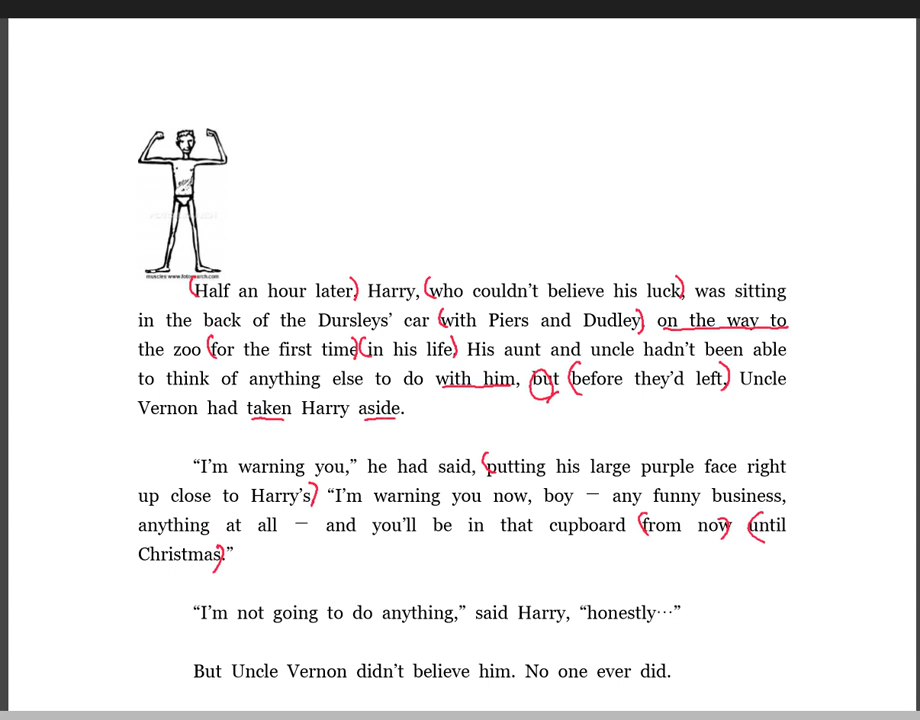 muscles www.fotosearch.com
Half an hour later, Harry, who couldn’t believe his luck, was sitting
in the back of the Dursleys’ car with Piers and Dudley, on the way to
the zoo for the first time in his life. His aunt and uncle hadn’t been able
to think of anything else to do with him, but before they’d left, Uncle
Vernon had taken Harry aside.
“I’m warning you,” he had said, putting his large purple face right
up close to Harry’s, “I’m warning you now, boy — any funny business,
anything at all — and you’ll be in that cupboard from now until
Christmas.”
“I’m not going to do anything,” said Harry, “honestly…”
But Uncle Vernon didn’t believe him. No one ever did.